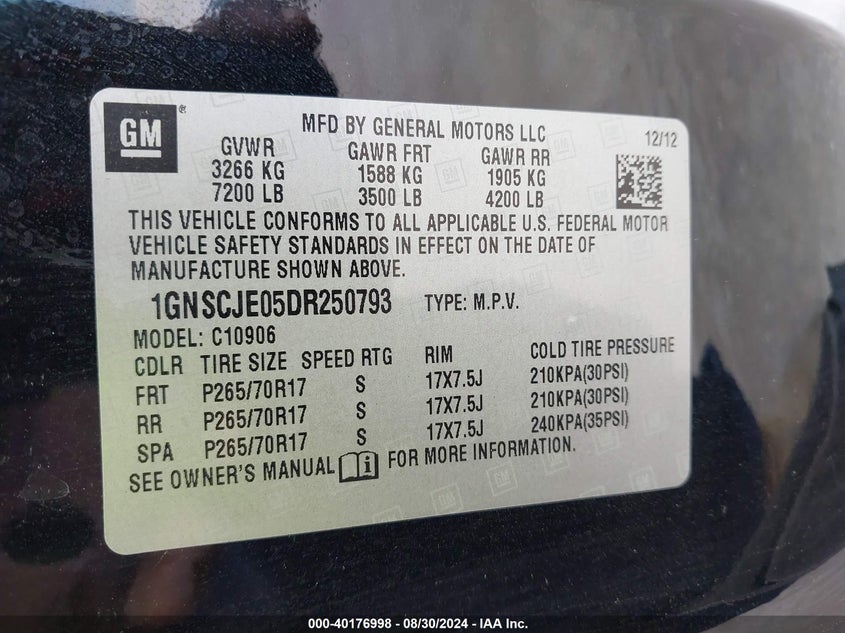 GM
MFD BY GENERAL MOTORS LLC
12/12
GVWR GAWR FRT GAWR RR
3266 KG 1588 KG 1905 KG
7200 LB 3500 LB 4200 LB
THIS VEHICLE CONFORMS TO ALL APPLICABLE U.S. FEDERAL MOTOR
VEHICLE SAFETY STANDARDS IN EFFECT ON THE DATE OF
MANUFACTURE SHOWN ABOVE.
1GNSCJE05DR250793 TYPE: M.P.V.
MODEL: C10906
CDLR TIRE SIZE SPEED RTG RIM COLD TIRE PRESSURE
FRT P265/70R17 S 17X7.5J 210KPA(30PSI)
RR P265/70R17 S 17X7.5J 210KPA(30PSI)
SPA P265/70R17 S 17X7.5J 240KPA(35PSI)
SEE OWNER'S MANUAL FOR MORE INFORMATION.
000-40176998 - 08/30/2024 - IAA Inc.